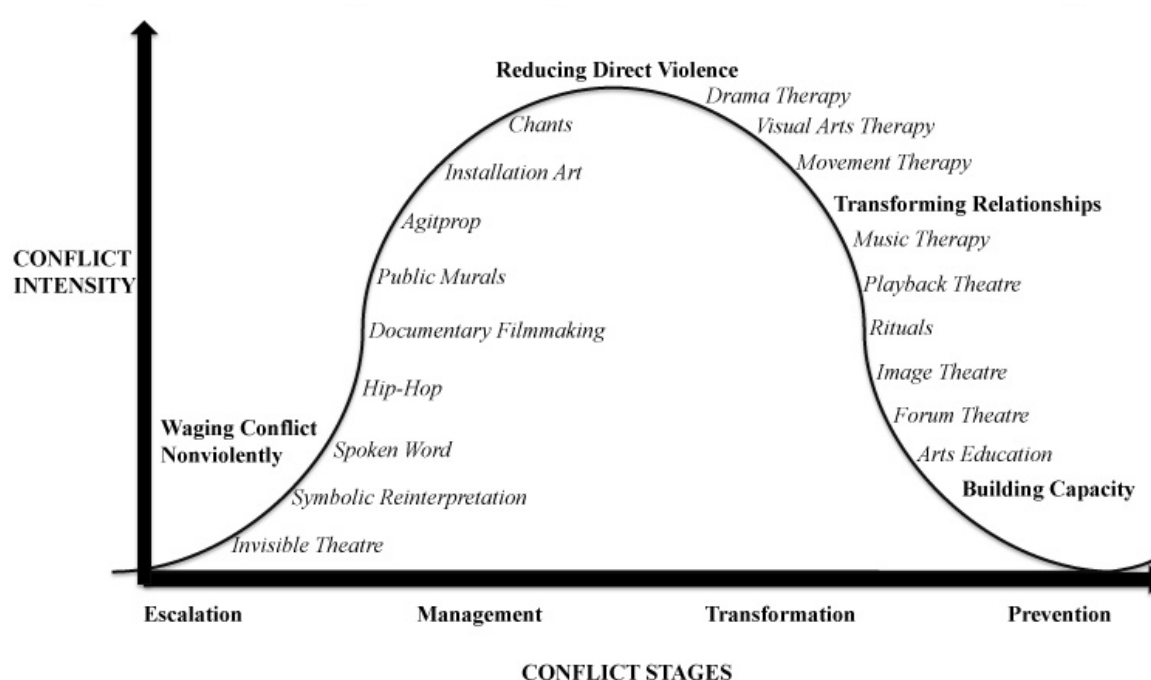 Reducing Direct Violence
Drama Therapy
Chants
Visual Arts Therapy
Movement Therapy
Installation Art
Transforming Relationships
Agitprop
Music Therapy
CONFLICT
INTENSITY
Public Murals
Playback Theatre
Documentary Filmmaking
Rituals
Image Theatre
Hip-Hop
Forum Theatre
Waging Conflict
Nonviolently
Spoken Word
Arts Education
Building Capacity
Symbolic Reinterpretation
Invisible Theatre
Escalation
Management
Transformation
Prevention
CONFLICT STAGES